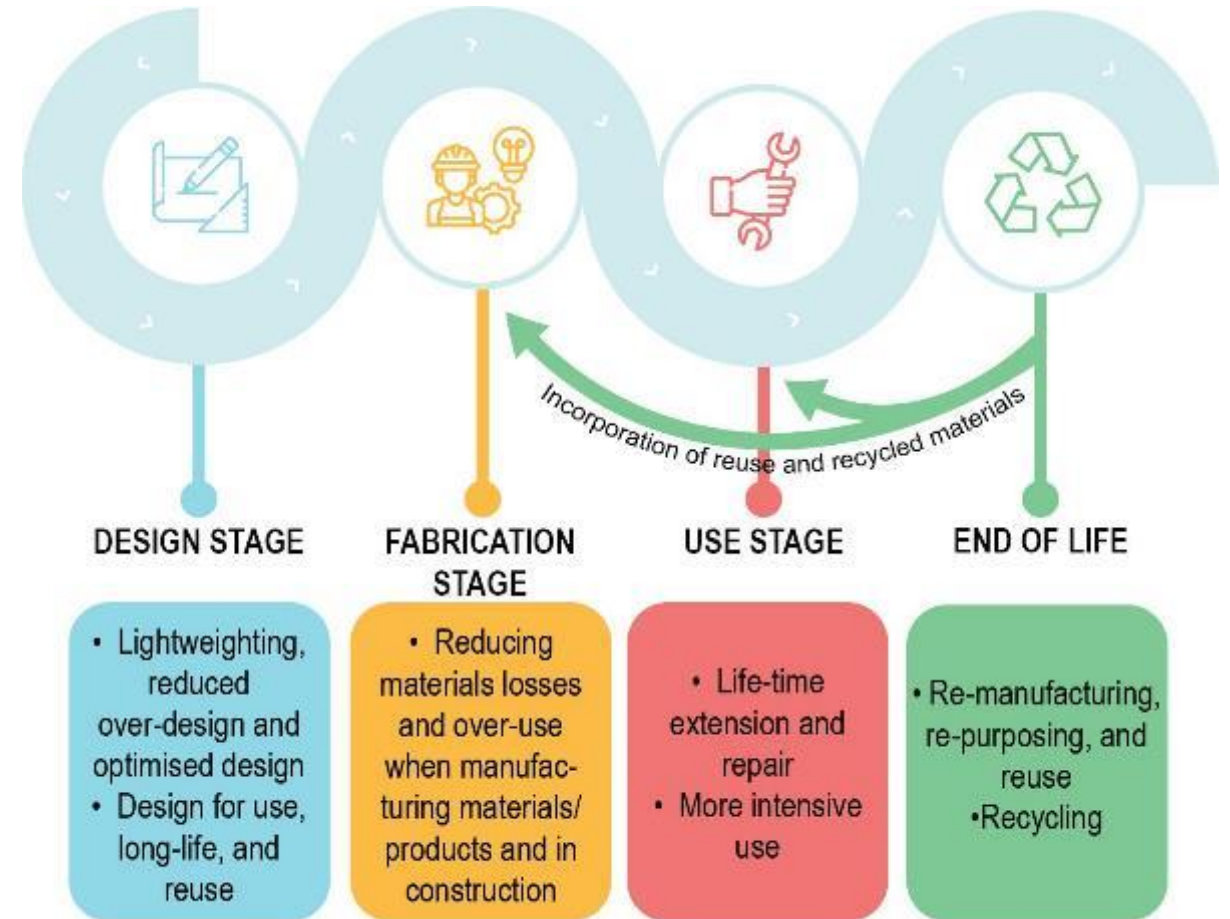 Incorporation of reuse and recycled materials
DESIGN STAGE
• Lightweighting,
reduced
over-design and
optimised design
• Design for use,
long-life, and
reuse
FABRICATION
STAGE
• Reducing
materials losses
and over-use
when manufac-
turing materials/
products and in
construction
USE STAGE
• Life-time
extension and
repair
• More intensive
use
END OF LIFE
• Re-manufacturing,
re-purposing, and
reuse
•Recycling